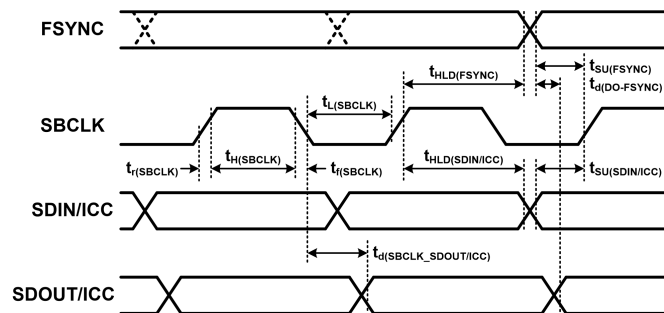 FSYNC
tHLD(FSYNC)
tSU(FSYNC)
td(DO-FSYNC)
tL(SBCLK)
SBCLK
tr(SBCLK)
tH(SBCLK)
tf(SBCLK)
tHLD(SDIN/ICC)
tSU(SDIN/ICC)
SDIN/ICC
td(SBCLK_SDOUT/ICC)
SDOUT/ICC